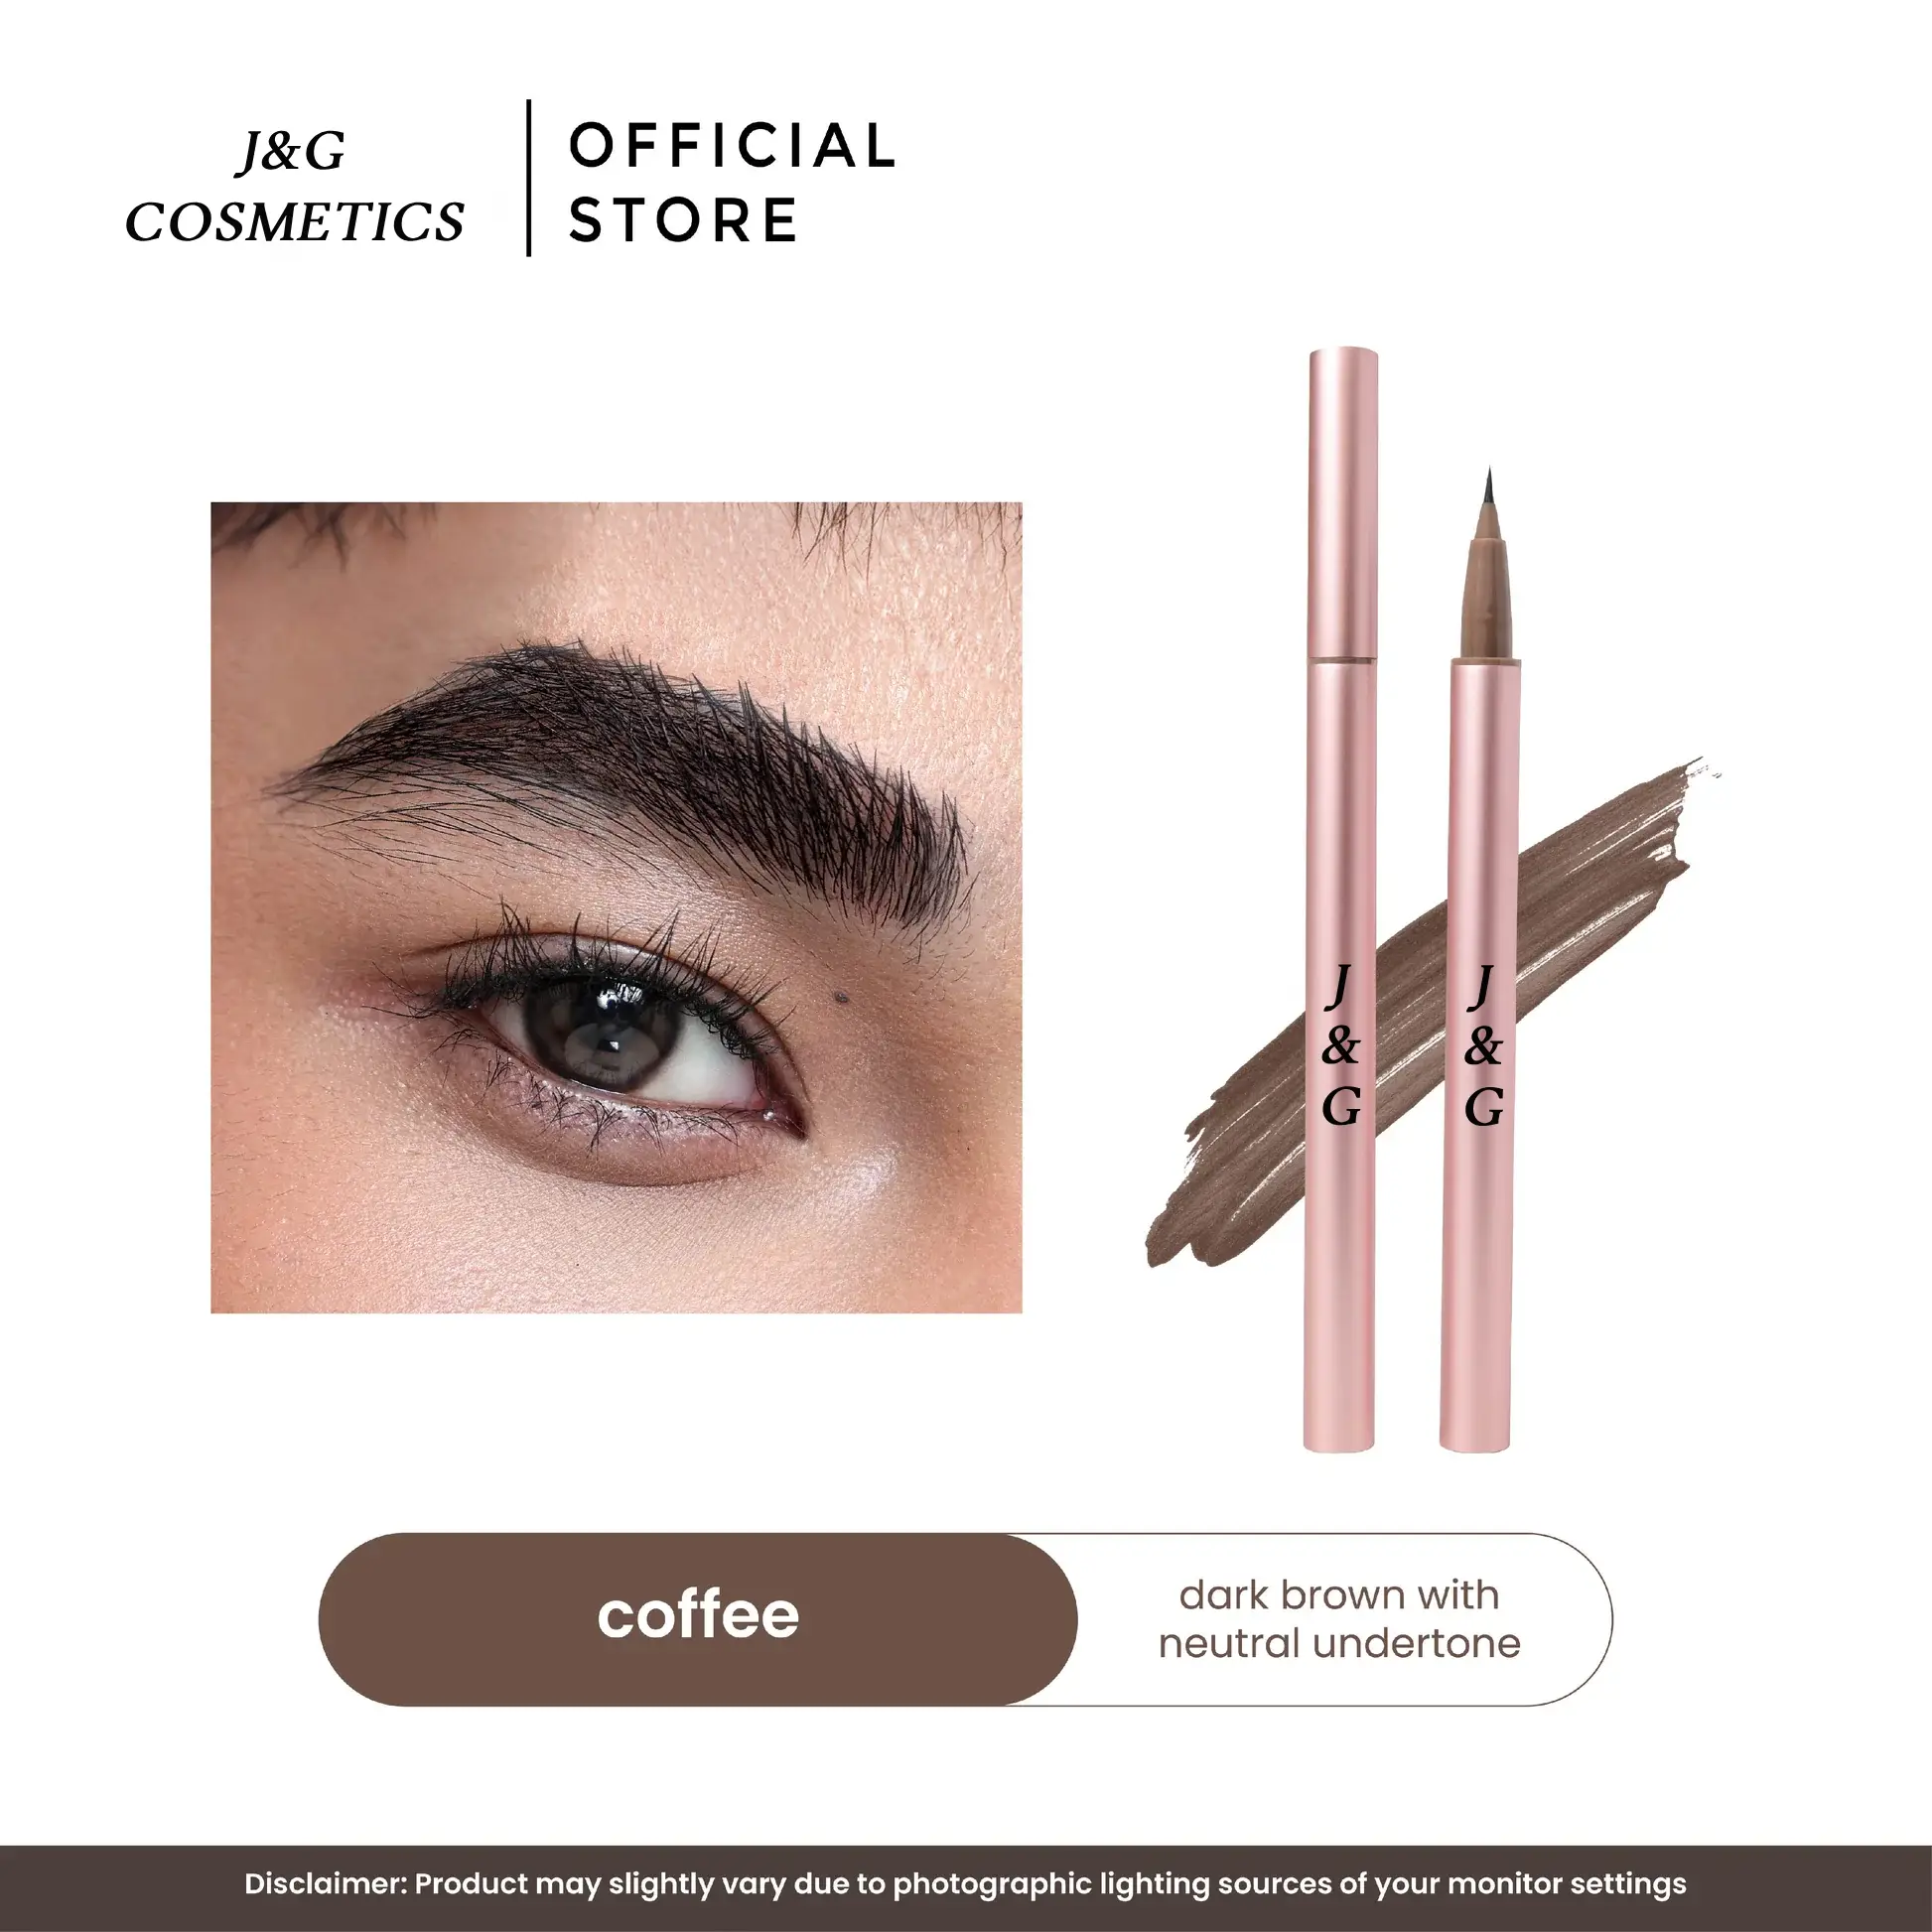 J&G
COSMETICS
OFFICIAL
STORE
J
&
G
J
&
G
coffee
dark brown with
neutral undertone
Disclaimer: Product may slightly vary due to photographic lighting sources of your monitor settings